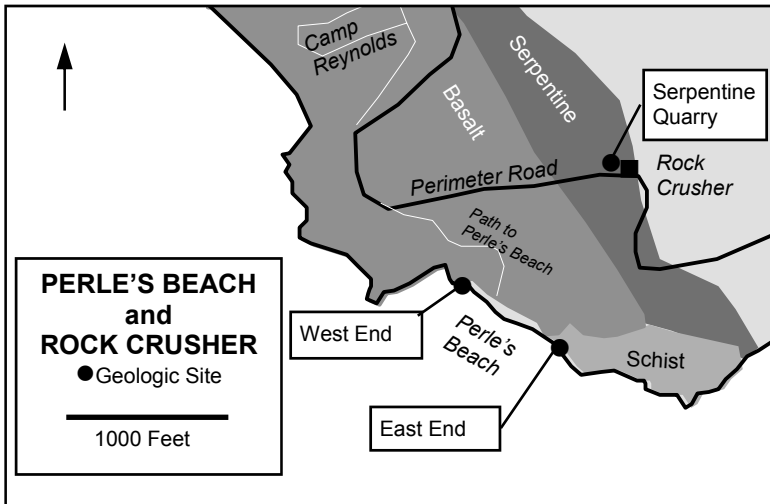 Camp
Reynolds
Serpentine
Basalt
Serpentine
Quarry
Rock
Crusher
Perimeter Road
Path to
Perle's Beach
PERLE'S BEACH
and
ROCK CRUSHER
Geologic Site
1000 Feet
West End
Perle's
Beach
Schist
East End